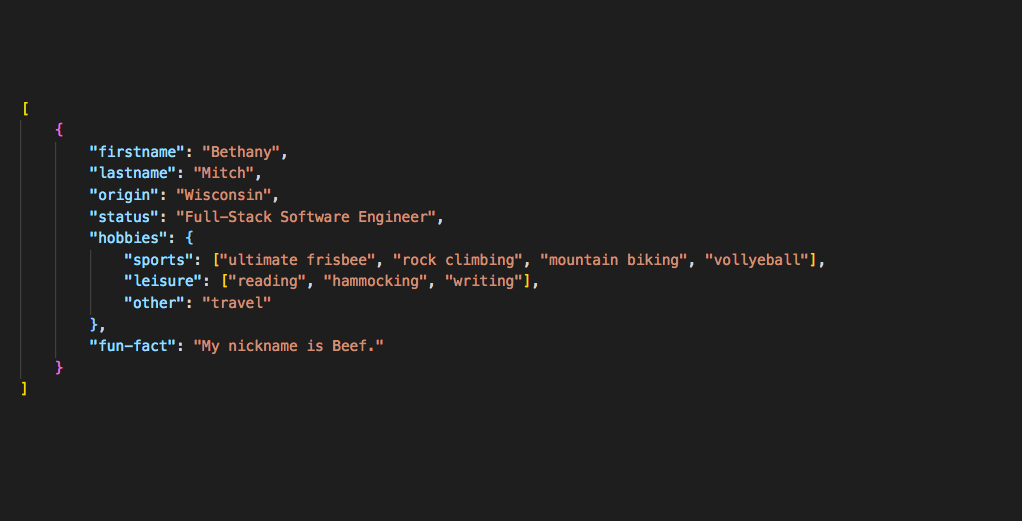 [
{
"firstname": "Bethany",
"lastname": "Mitch",
"origin": "Wisconsin",
"status": "Full-Stack Software Engineer",
"hobbies": {
"sports": ["ultimate frisbee", "rock climbing", "mountain biking", "vollyeball"],
"leisure": ["reading", "hammocking", "writing"],
"other": "travel"
},
"fun-fact": "My nickname is Beef."
}
]